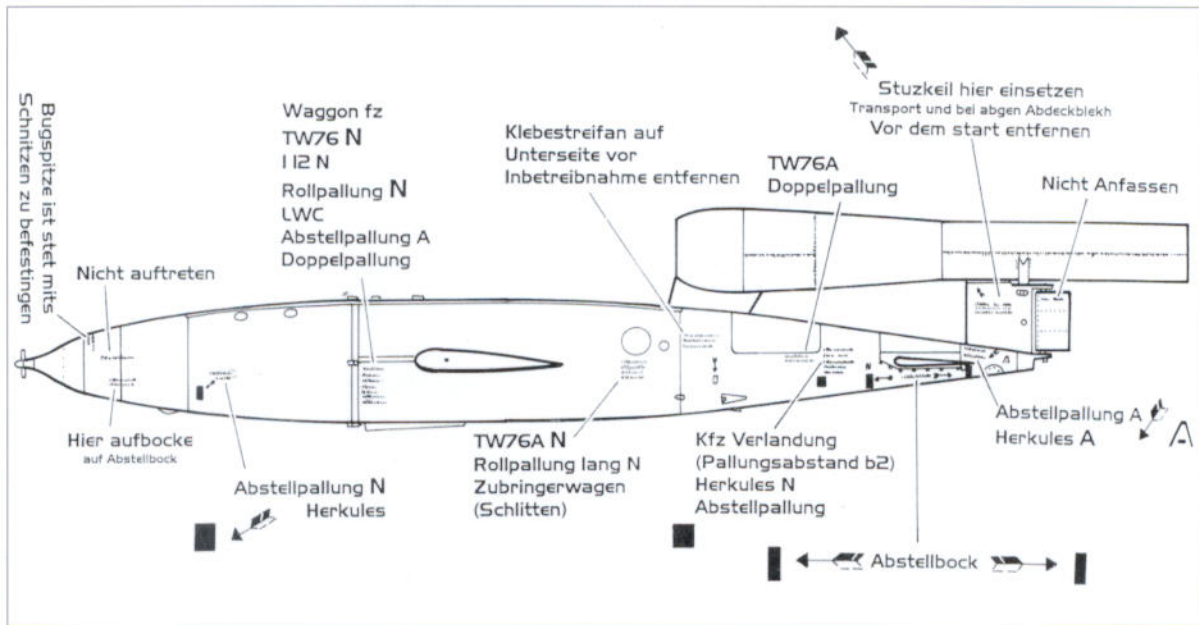 Bugspitze ist stet mits
Schnitzen zu befestingen
Nicht auftreten
Waggon fz
TW76 N
1 12 N
Rollpallung N
LWC
Abstellpallung A
Doppelpallung
Klebestreifan auf
Unterseite vor
Inbetreibnahme entfernen
TW76A
Doppelpallung
Stuzkeil hier einsetzen
Transport und bei abgen Abdeckblekh
Vor dem start entfernen
Nicht Anfassen
Hier aufbocke
auf Abstellbock
Abstellpallung N
Herkules
TW76A N
Rollpallung lang N
Zubringerwagen
(Schlitten)
Kfz Verlandung
(Pallungsabstand b2)
Herkules N
Abstellpallung
Abstellpallung A
Herkules A
A
Abstellbock